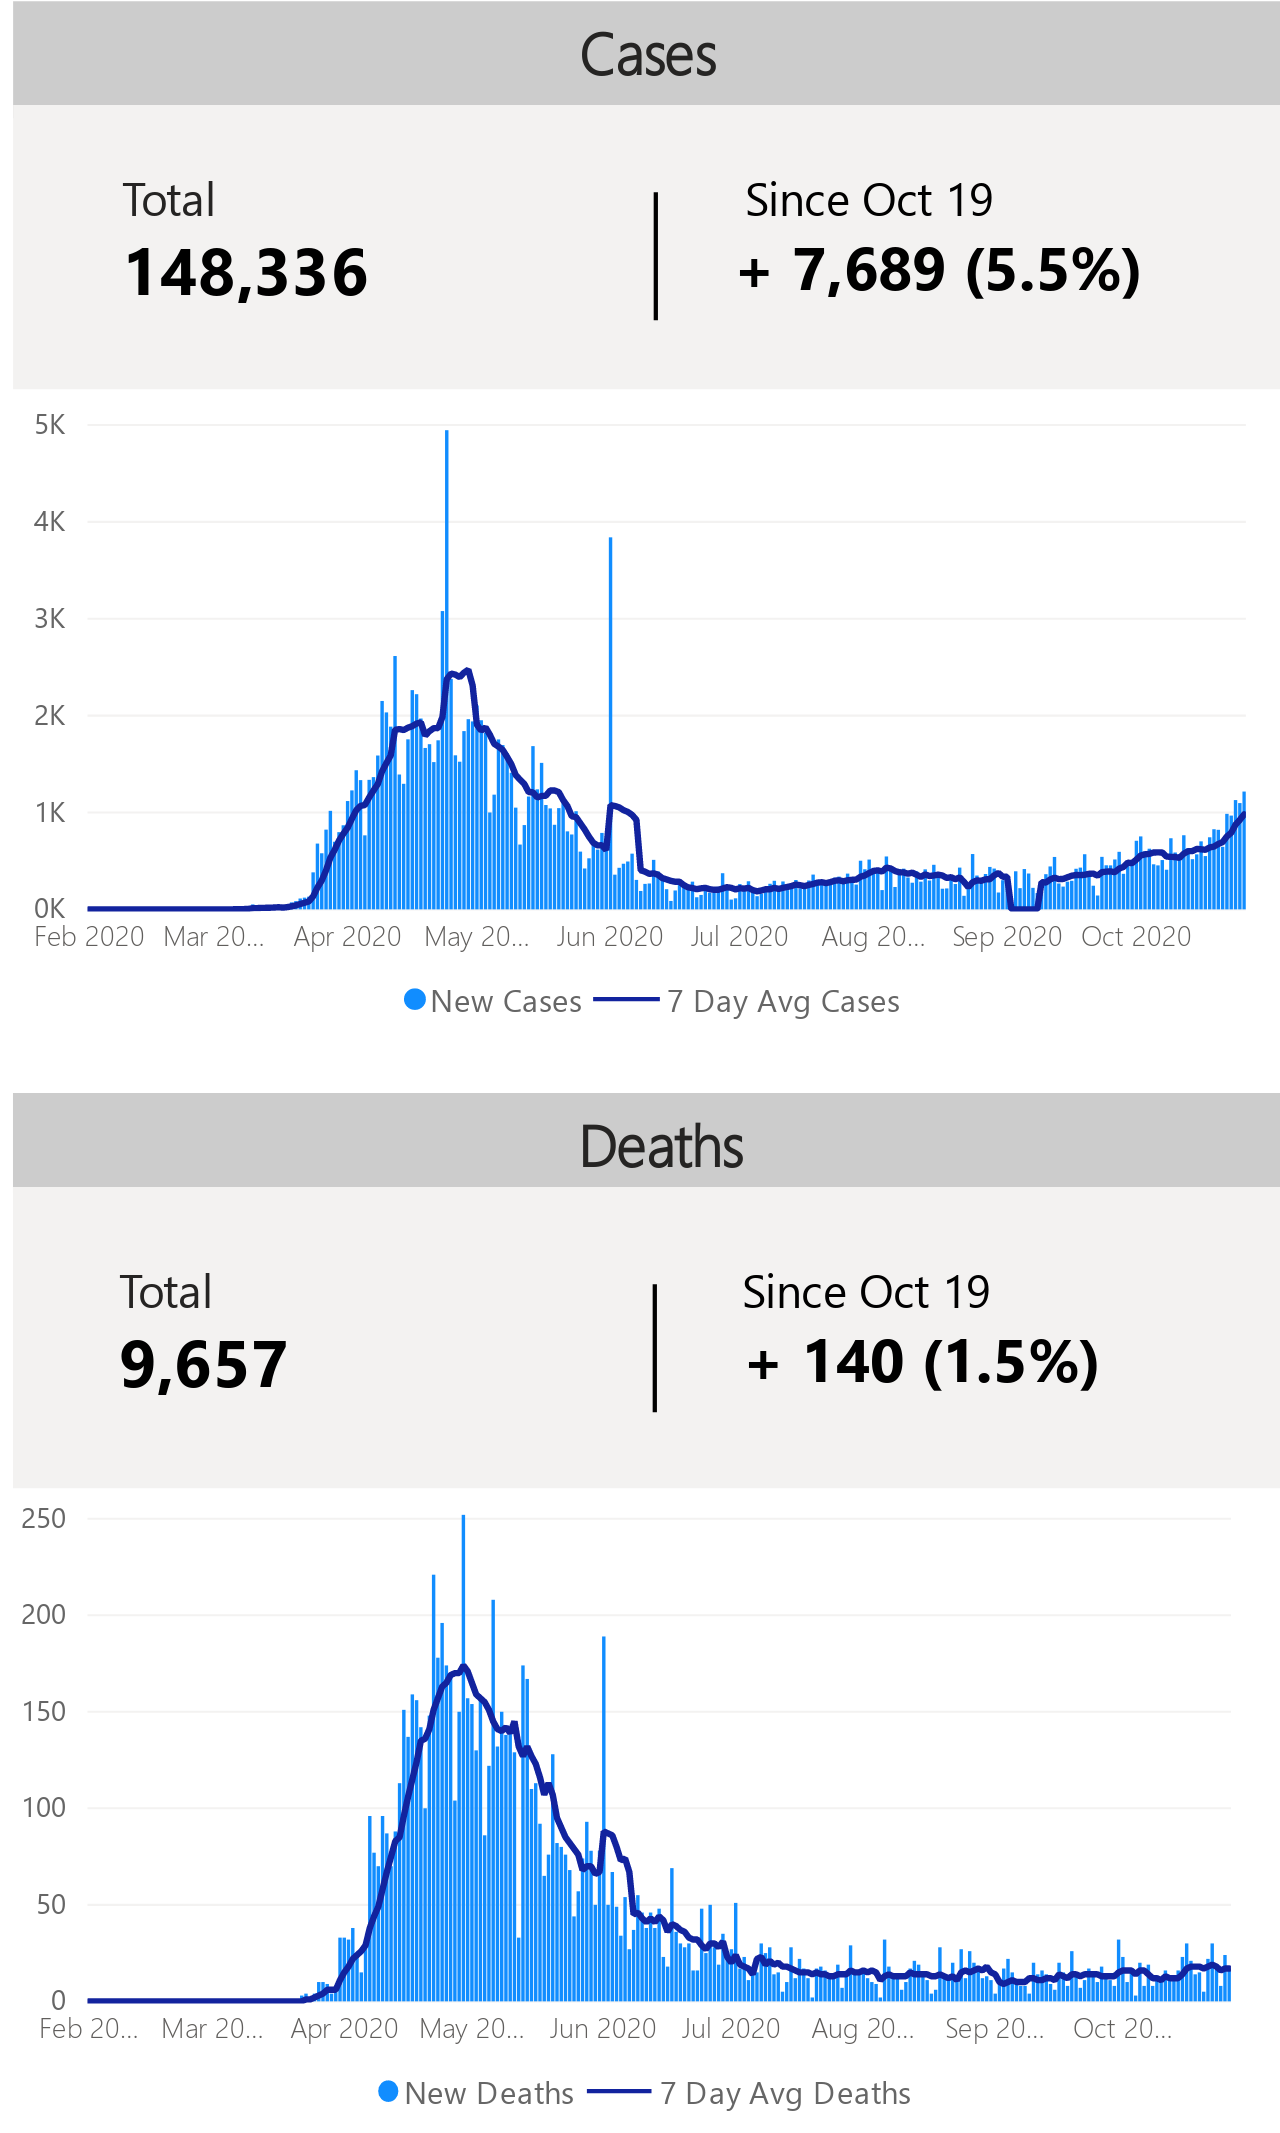 Cases
Total
Since Oct 19
148,336
+ 7,689 (5.5%)
5K
4K
3K
2K
1K
0K
Feb 2020 Mar 20... Apr 2020 May 20... Jun 2020 Jul 2020 Aug 20... Sep 2020 Oct 2020
New Cases 7 Day Avg Cases
Deaths
Total
Since Oct 19
9,657
+ 140 (1.5%)
250
200
150
100
50
0
Feb 20... Mar 20... Apr 2020 May 20... Jun 2020 Jul 2020 Aug 20... Sep 20... Oct 20...
New Deaths 7 Day Avg Deaths